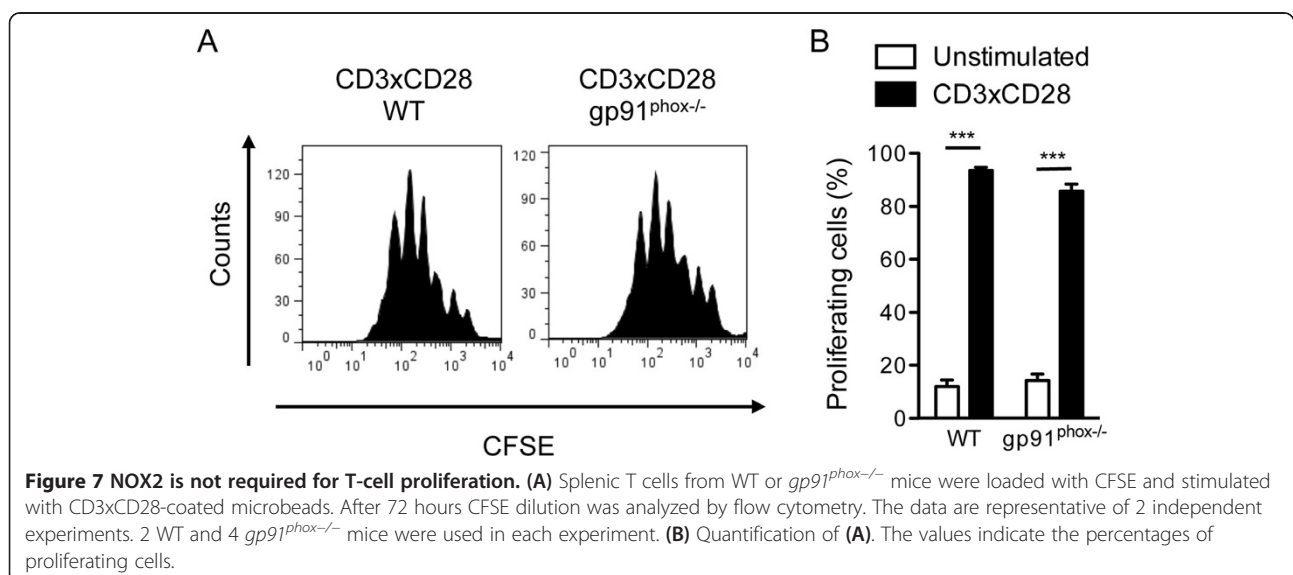 A
B
CD3xCD28
WT
CD3xCD28
gp91phox-/-
Unstimulated
CD3xCD28
Counts
120
90
60
30
0
10^0 10^1 10^2 10^3 10^4
120
90
60
30
0
10^0 10^1 10^2 10^3 10^4
CFSE
Proliferating cells (%)
100
80
60
40
20
0
***
***
WT gp91phox-/-
Figure 7 NOX2 is not required for T-cell proliferation. (A) Splenic T cells from WT or gp91phox−/− mice were loaded with CFSE and stimulated
with CD3xCD28-coated microbeads. After 72 hours CFSE dilution was analyzed by flow cytometry. The data are representative of 2 independent
experiments. 2 WT and 4 gp91phox−/− mice were used in each experiment. (B) Quantification of (A). The values indicate the percentages of
proliferating cells.